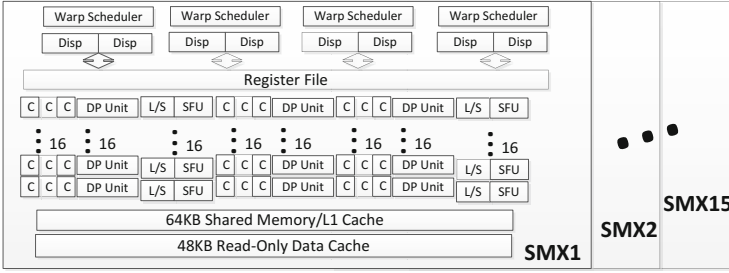 Warp Scheduler Warp Scheduler Warp Scheduler Warp Scheduler
Disp Disp Disp Disp Disp Disp Disp Disp
Register File
C C C DP Unit L/S SFU C C C DP Unit C C C DP Unit L/S SFU
16 16 16 16 16 16 16 16
C C C DP Unit L/S SFU C C C DP Unit C C C DP Unit L/S SFU
C C C DP Unit L/S SFU C C C DP Unit C C C DP Unit L/S SFU
64KB Shared Memory/L1 Cache
48KB Read-Only Data Cache
SMX1
SMX2
SMX15